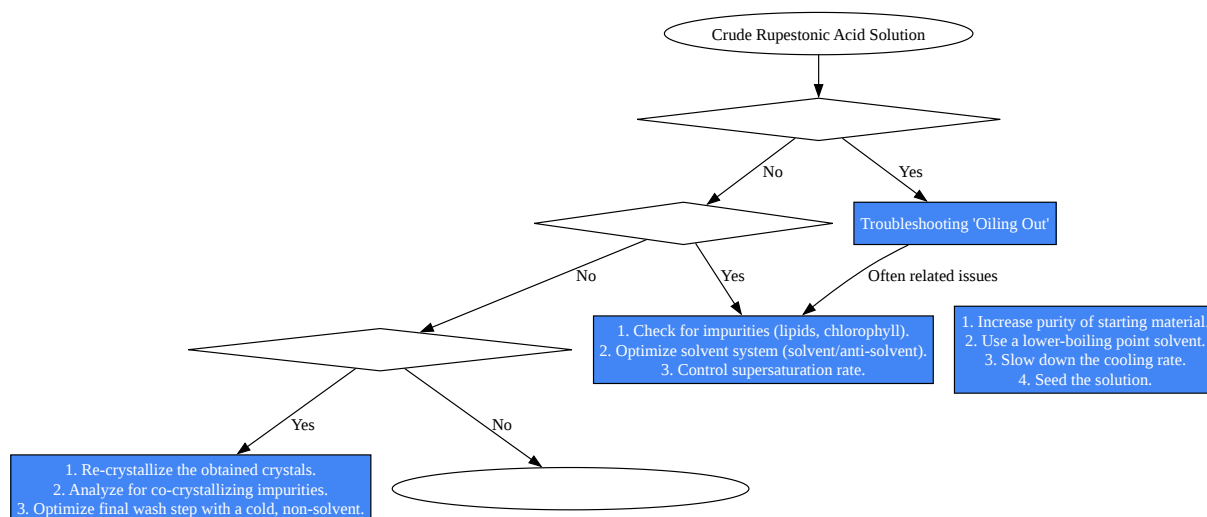 Crude Rupestonic Acid Solution
No
Yes
Troubleshooting 'Oiling Out'
No
Yes
Often related issues
1. Check for impurities (lipids, chlorophyll).
2. Optimize solvent system (solvent/anti-solvent).
3. Control supersaturation rate.
1. Increase purity of starting material.
2. Use a lower-boiling point solvent.
3. Slow down the cooling rate.
4. Seed the solution.
Yes
No
1. Re-crystallize the obtained crystals.
2. Analyze for co-crystallizing impurities.
3. Optimize final wash step with a cold, non-solvent.